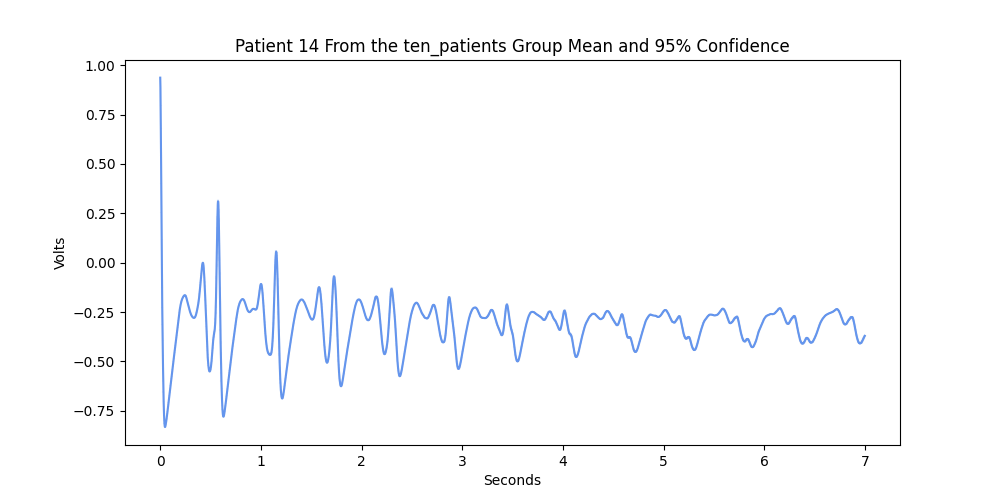 Patient 14 From the ten_patients Group Mean and 95% Confidence
1.00
0.75
0.50
0.25
0.00
−0.25
−0.50
−0.75
Volts
0 1 2 3 4 5 6 7
Seconds